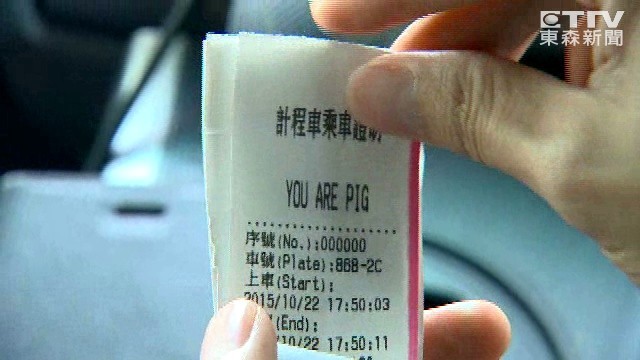 ETTV
東森新聞
計程車乘車證明
YOU ARE PIG
序號(No.):000000
車號(Plate):868-2C
上車(Start):
2015/10/22 17:50:03
(End):
17:50:11